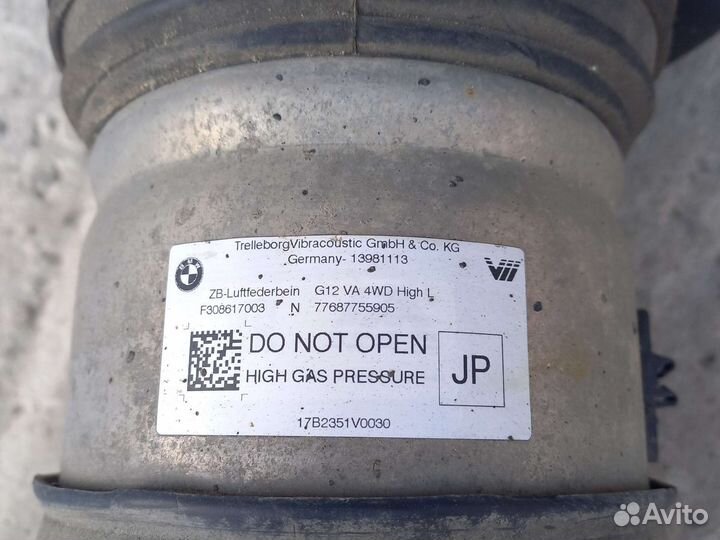 TrelleborgVibracoustic GmbH & Co. KG
Germany- 13981113
BMW
ZB-Luftfederbein G12 VA 4WD High L
F308617003 N 77687755905
DO NOT OPEN
HIGH GAS PRESSURE
JP
17B2351V0030
Avito